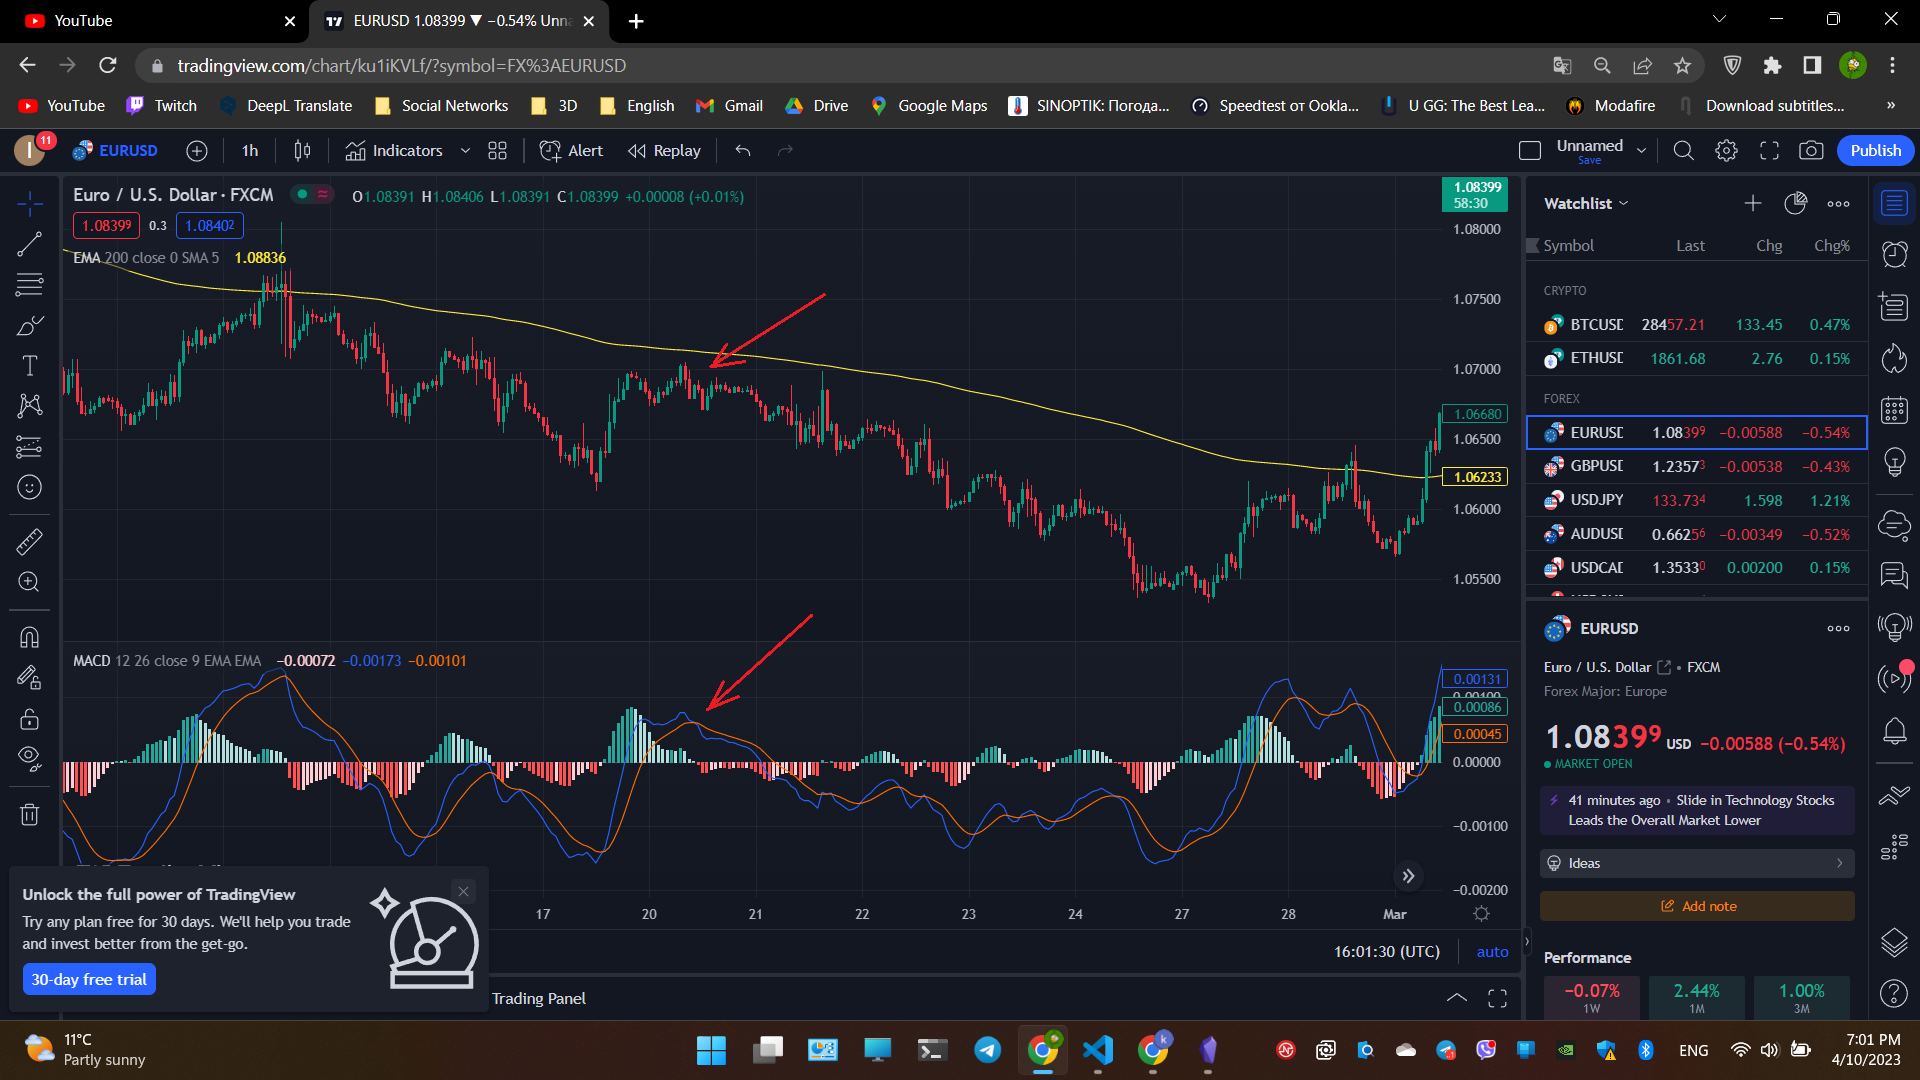 YouTube
EURUSD 1.08399 ▼ −0.54% Unna
tradingview.com/chart/ku1iKVLf/?symbol=FX%3AEURUSD
YouTube Twitch DeepL Translate Social Networks 3D English Gmail Drive Google Maps SINOPTIK: Погода... Speedtest от Ookla... U GG: The Best Lea... Modafire Download subtitles... »
I 11 EURUSD 1h Indicators Alert Replay Unnamed Publish
Save
Euro / U.S. Dollar · FXCM O1.08391 H1.08406 L1.08391 C1.08399 +0.00008 (+0.01%)
1.08399 0.3 1.08402
EMA 200 close 0 SMA 5 1.08836
1.08399
58:30
1.08000
1.07500
1.07000
1.06680
1.06500
1.06233
1.06000
1.05500
MACD 12 26 close 9 EMA EMA −0.00072 −0.00173 −0.00101
0.00131
0.00100
0.00086
0.00045
0.00000
−0.00100
−0.00200
17 20 21 22 23 24 27 28 Mar
16:01:30 (UTC) auto
Trading Panel
Unlock the full power of TradingView
Try any plan free for 30 days. We'll help you trade
and invest better from the get-go.
30-day free trial
Watchlist
Symbol Last Chg Chg%
CRYPTO
BTCUSD 28457.21 133.45 0.47%
ETHUSD 1861.68 2.76 0.15%
FOREX
EURUSD 1.08399 −0.00588 −0.54%
GBPUSD 1.23573 −0.00538 −0.43%
USDJPY 133.734 1.598 1.21%
AUDUSD 0.66256 −0.00349 −0.52%
USDCAD 1.35330 0.00200 0.15%
EURUSD
Euro / U.S. Dollar • FXCM
Forex Major: Europe
1.08399 USD −0.00588 (−0.54%)
MARKET OPEN
41 minutes ago • Slide in Technology Stocks
Leads the Overall Market Lower
Ideas
Add note
Performance
−0.07% 2.44% 1.00%
1W 1M 3M
11°C
Partly sunny
ENG
7:01 PM
4/10/2023